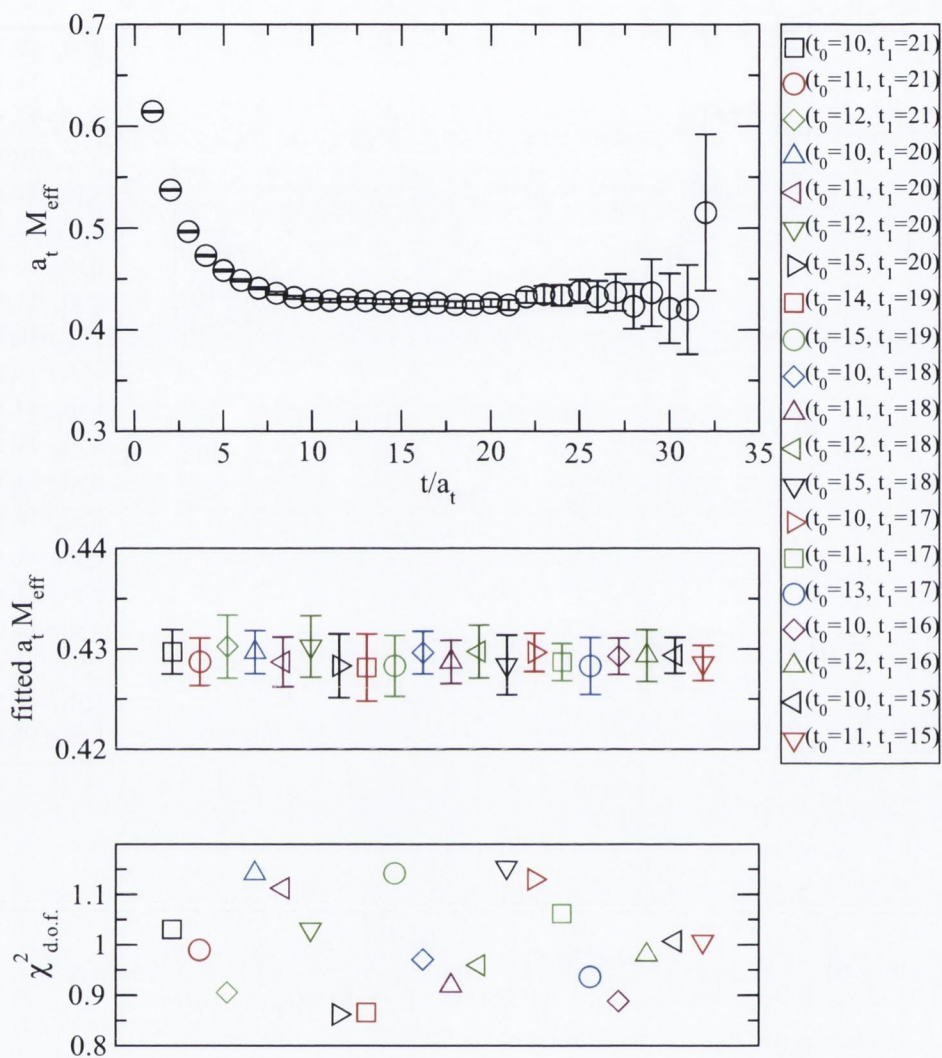 0.7
0.6
0.5
0.4
0.3
a_t M_eff
0 5 10 15 20 25 30 35
t/a_t
(t_0=10, t_1=21)
(t_0=11, t_1=21)
(t_0=12, t_1=21)
(t_0=10, t_1=20)
(t_0=11, t_1=20)
(t_0=12, t_1=20)
(t_0=15, t_1=20)
(t_0=14, t_1=19)
(t_0=15, t_1=19)
(t_0=10, t_1=18)
(t_0=11, t_1=18)
(t_0=12, t_1=18)
(t_0=15, t_1=18)
(t_0=10, t_1=17)
(t_0=11, t_1=17)
(t_0=13, t_1=17)
(t_0=10, t_1=16)
(t_0=12, t_1=16)
(t_0=10, t_1=15)
(t_0=11, t_1=15)
0.44
0.43
0.42
fitted a_t M_eff
1.1
1
0.9
0.8
χ^2_d.o.f.